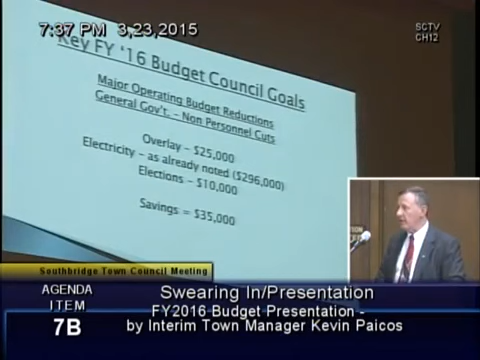 7:37 PM 3,23,2015
SCTV
CH12
Key FY '16 Budget Council Goals
Major Operating Budget Reductions
General Gov't. - Non Personnel Cuts
Overlay - $25,000
Electricity - as already noted ($296,000)
Elections - $10,000
Savings = $35,000
Southbridge Town Council Meeting
AGENDA
ITEM
7B
Swearing In/Presentation
FY2016 Budget Presentation -
by Interim Town Manager Kevin Paicos